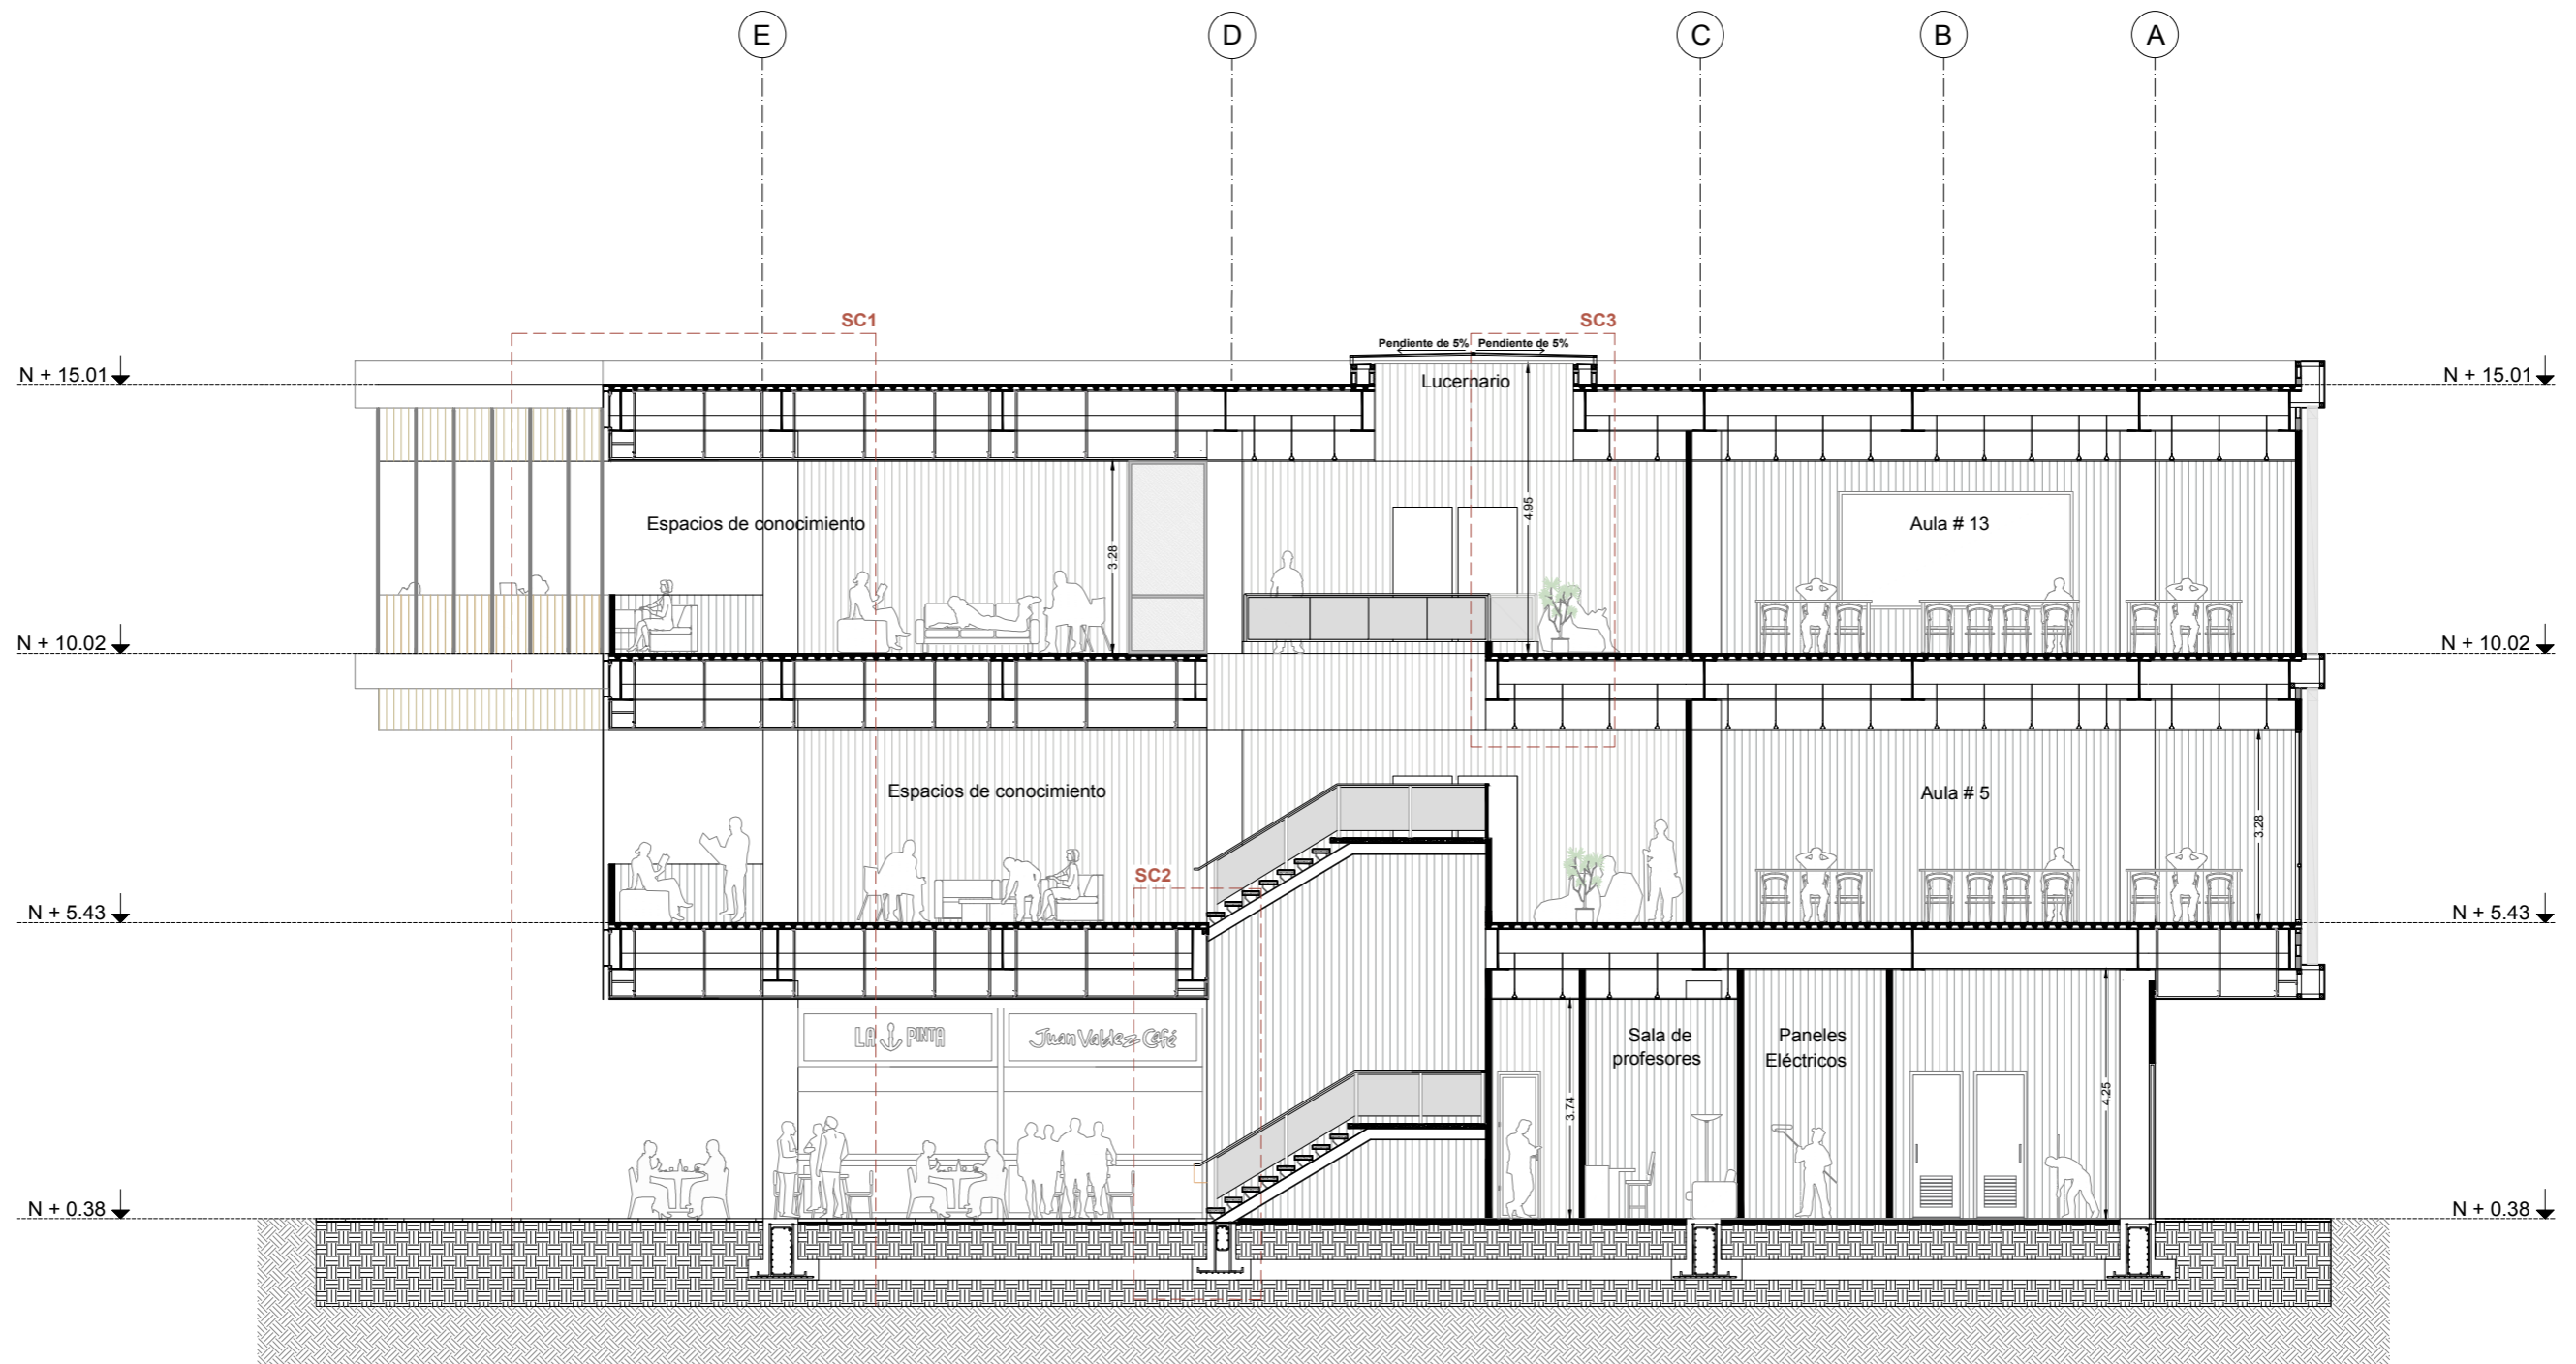 E
D
C
B
A
SC1
SC3
Pendiente de 5% Pendiente de 5%
N + 15.01
Lucernario
N + 15.01
Espacios de conocimiento
3.28
4.95
Aula # 13
N + 10.02
N + 10.02
Espacios de conocimiento
Aula # 5
3.28
SC2
N + 5.43
N + 5.43
LA PINTA
Juan Valdez Café
Sala de
profesores
Paneles
Eléctricos
3.74
4.25
N + 0.38
N + 0.38